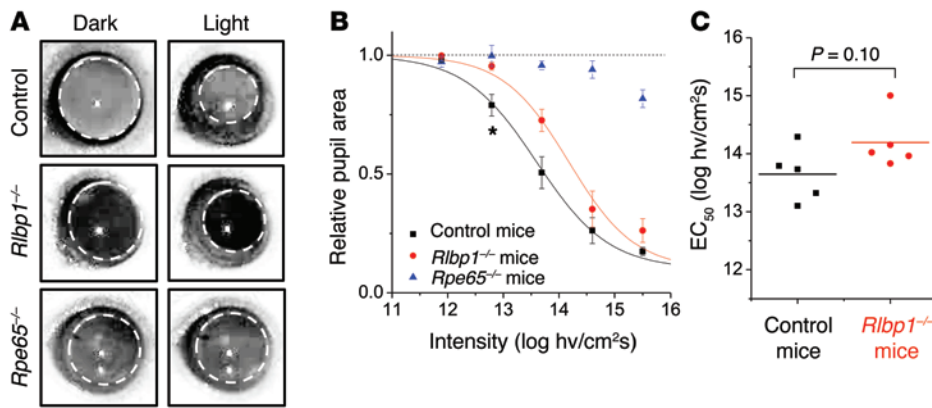 A
Dark Light
Control
Rlbp1–/–
Rpe65–/–
B
Relative pupil area
1.0
0.5
0.0
*
Control mice
Rlbp1–/– mice
Rpe65–/– mice
11 12 13 14 15 16
Intensity (log hv/cm²s)
C
P = 0.10
EC₅₀ (log hv/cm²s)
16
15
14
13
12
Control mice
Rlbp1–/– mice